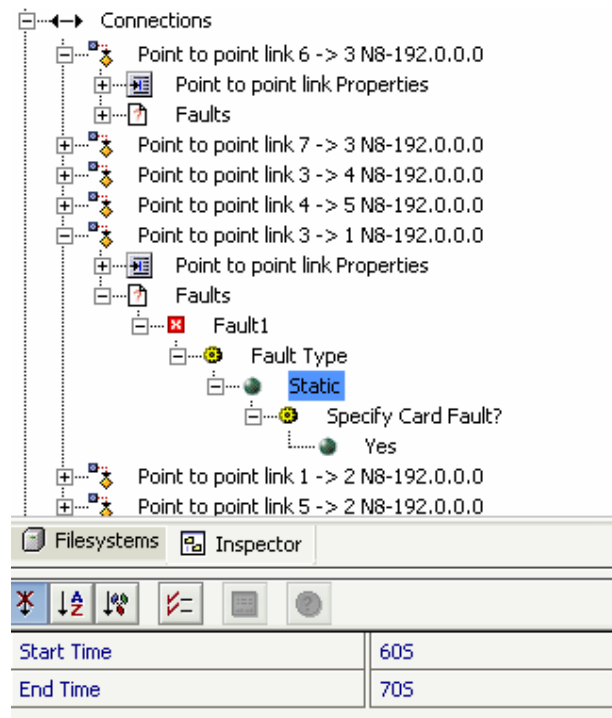 Connections
Point to point link 6 -> 3 N8-192.0.0.0
Point to point link Properties
Faults
Point to point link 7 -> 3 N8-192.0.0.0
Point to point link 3 -> 4 N8-192.0.0.0
Point to point link 4 -> 5 N8-192.0.0.0
Point to point link 3 -> 1 N8-192.0.0.0
Point to point link Properties
Faults
Fault1
Fault Type
Static
Specify Card Fault?
Yes
Point to point link 1 -> 2 N8-192.0.0.0
Point to point link 5 -> 2 N8-192.0.0.0
Filesystems Inspector
Start Time 60S
End Time 70S